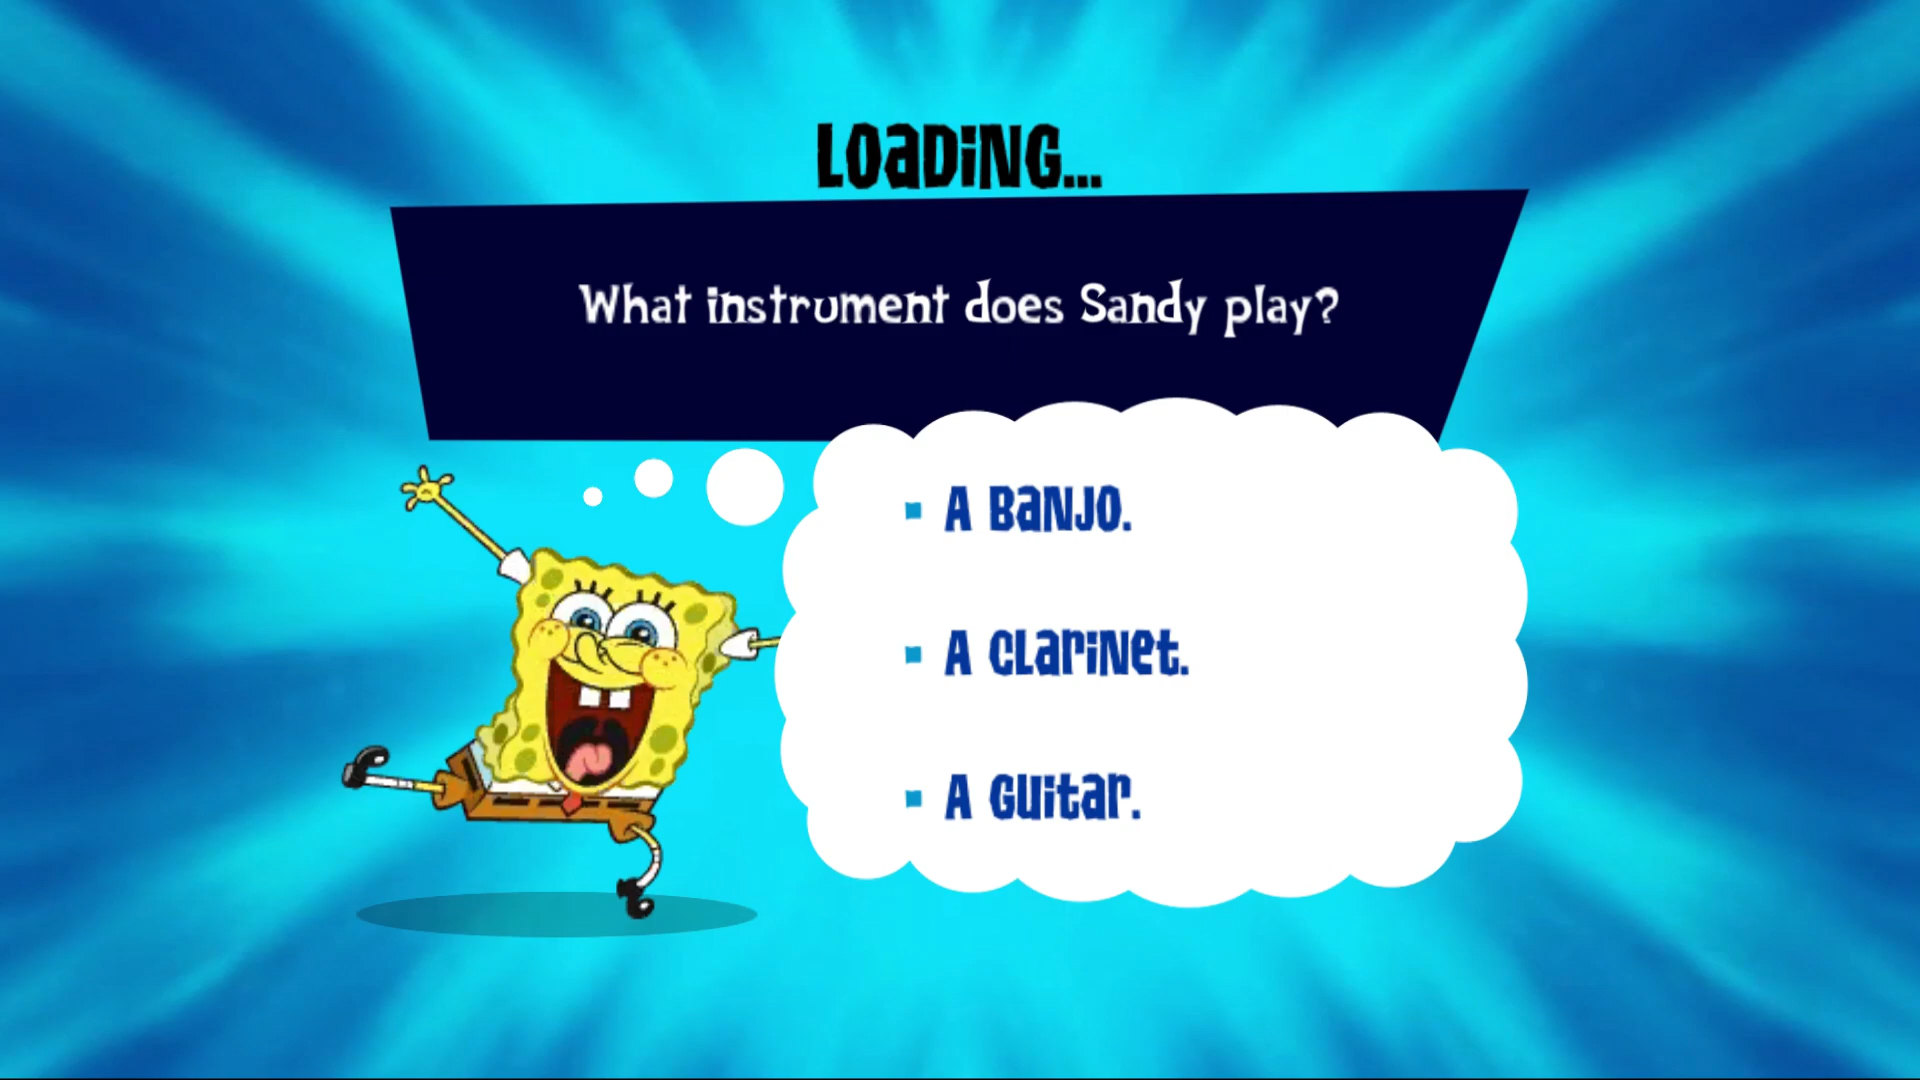 Loading...
What instrument does Sandy play?
A Banjo.
A Clarinet.
A Guitar.